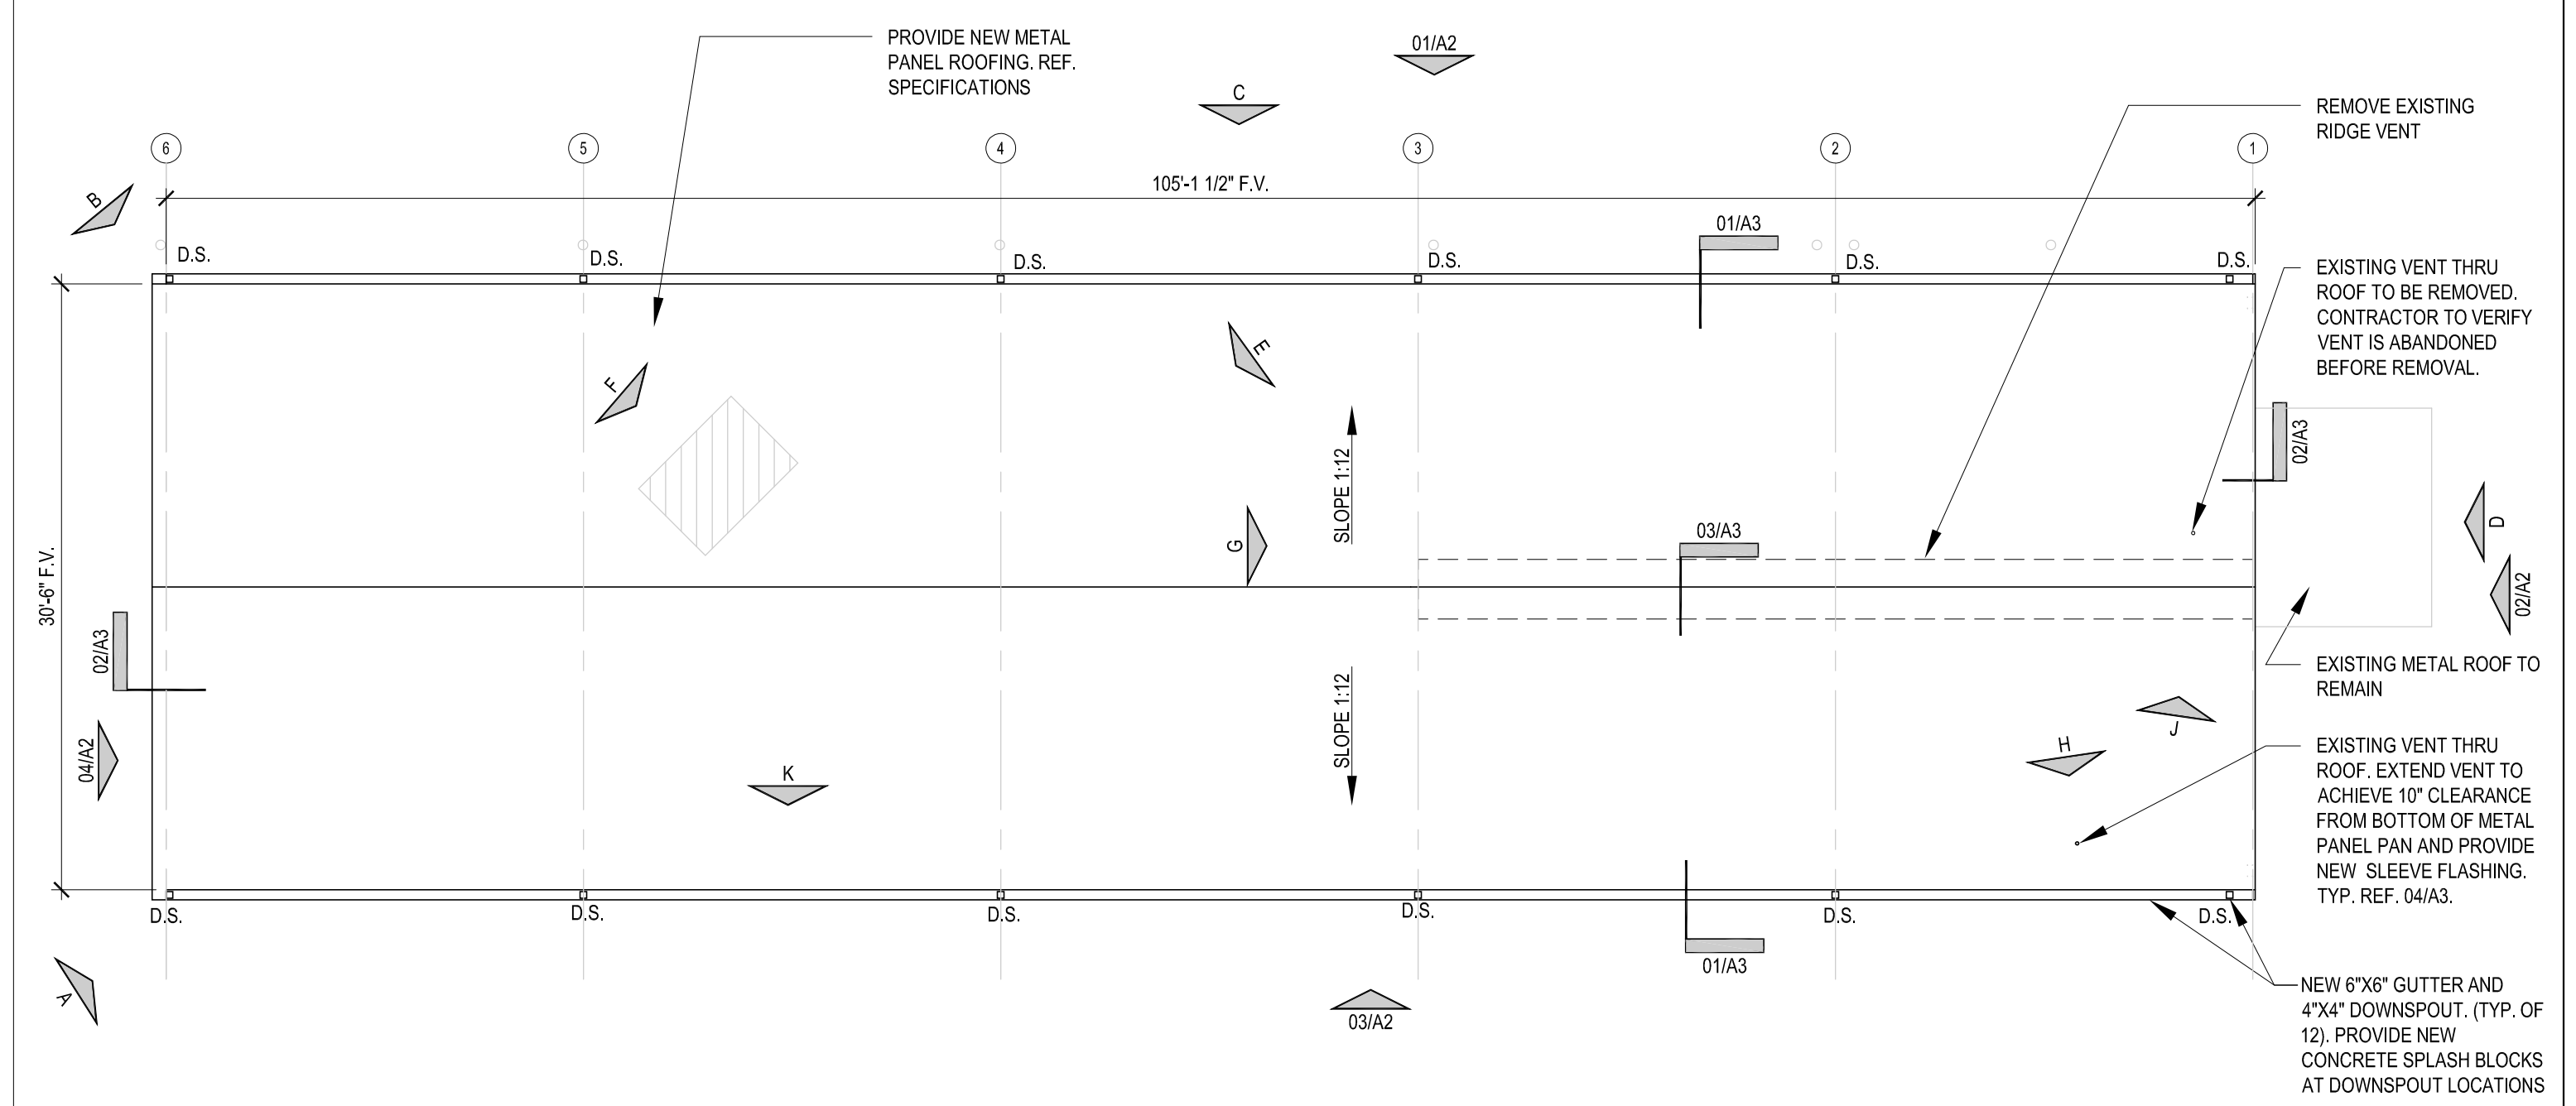 PROVIDE NEW METAL
PANEL ROOFING. REF.
SPECIFICATIONS
01/A2
C
REMOVE EXISTING
RIDGE VENT
6
5
4
3
2
1
B
105'-1 1/2" F.V.
01/A3
D.S.
D.S.
D.S.
D.S.
D.S.
D.S.
EXISTING VENT THRU
ROOF TO BE REMOVED.
CONTRACTOR TO VERIFY
VENT IS ABANDONED
BEFORE REMOVAL.
E
F
02/A3
SLOPE 1:12
G
03/A3
D
30'-6" F.V.
02/A2
02/A3
EXISTING METAL ROOF TO
REMAIN
SLOPE 1:12
J
H
04/A2
K
EXISTING VENT THRU
ROOF. EXTEND VENT TO
ACHIEVE 10" CLEARANCE
FROM BOTTOM OF METAL
PANEL PAN AND PROVIDE
NEW SLEEVE FLASHING.
TYP. REF. 04/A3.
D.S.
D.S.
D.S.
D.S.
D.S.
D.S.
01/A3
A
03/A2
NEW 6"X6" GUTTER AND
4"X4" DOWNSPOUT. (TYP. OF
12). PROVIDE NEW
CONCRETE SPLASH BLOCKS
AT DOWNSPOUT LOCATIONS